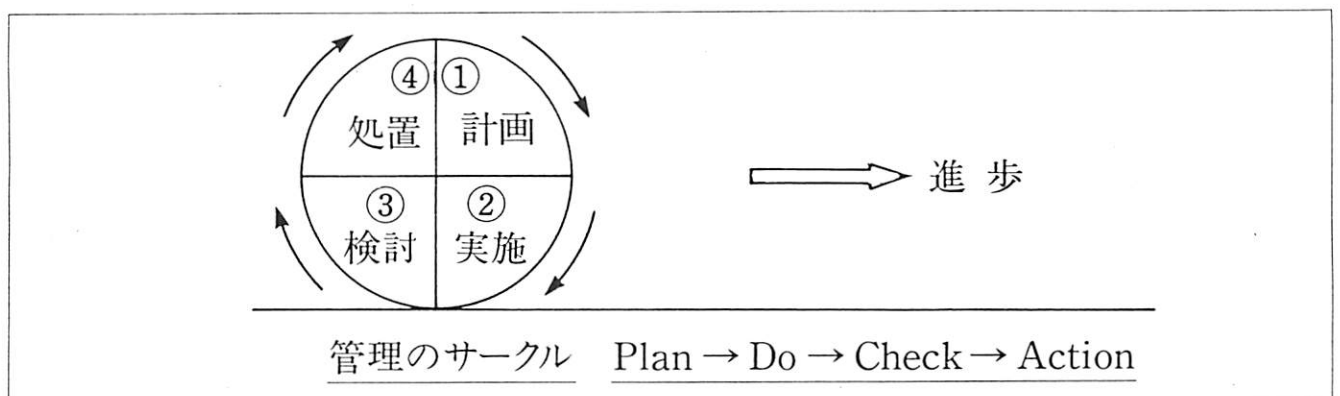 ④ ①
処置 計画
進 歩
③ ②
検討 実施
管理のサークル Plan → Do → Check → Action